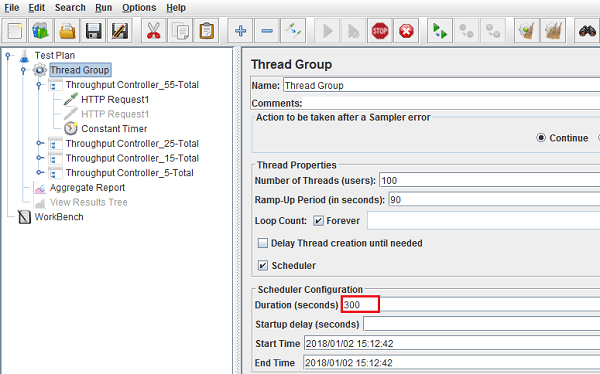 File Edit Search Run Options Help
Test Plan
Thread Group
Throughput Controller_55-Total
HTTP Request1
HTTP Request1
Constant Timer
Throughput Controller_25-Total
Throughput Controller_15-Total
Throughput Controller_5-Total
Aggregate Report
View Results Tree
WorkBench
Thread Group
Name: Thread Group
Comments:
Action to be taken after a Sampler error
Continue
Thread Properties
Number of Threads (users): 100
Ramp-Up Period (in seconds): 90
Loop Count: Forever
Delay Thread creation until needed
Scheduler
Scheduler Configuration
Duration (seconds) 300
Startup delay (seconds)
Start Time 2018/01/02 15:12:42
End Time 2018/01/02 15:12:42